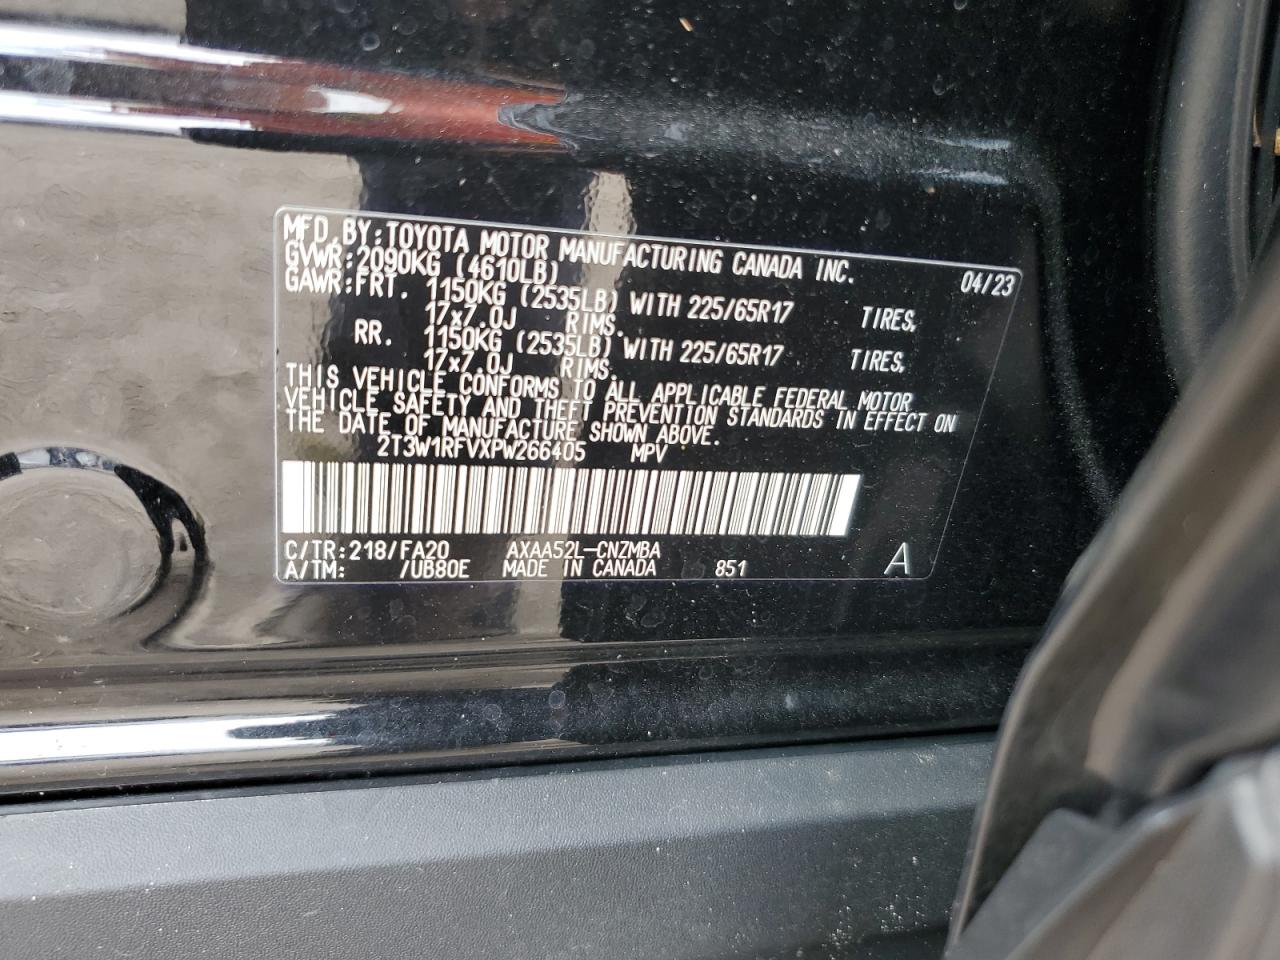 MFD. BY: TOYOTA MOTOR MANUFACTURING CANADA INC. 04/23
GVWR: 2090KG (4610LB)
GAWR: FRT. 1150KG (2535LB) WITH 225/65R17 TIRES,
17x7.0J RIMS.
RR. 1150KG (2535LB) WITH 225/65R17 TIRES,
17x7.0J RIMS.
THIS VEHICLE CONFORMS TO ALL APPLICABLE FEDERAL MOTOR
VEHICLE SAFETY AND THEFT PREVENTION STANDARDS IN EFFECT ON
THE DATE OF MANUFACTURE SHOWN ABOVE.
2T3W1RFVXPW266405 MPV
C/TR: 218/FA20 AXAA52L-CNZMBA
A/TM: /UB80E MADE IN CANADA 851 A